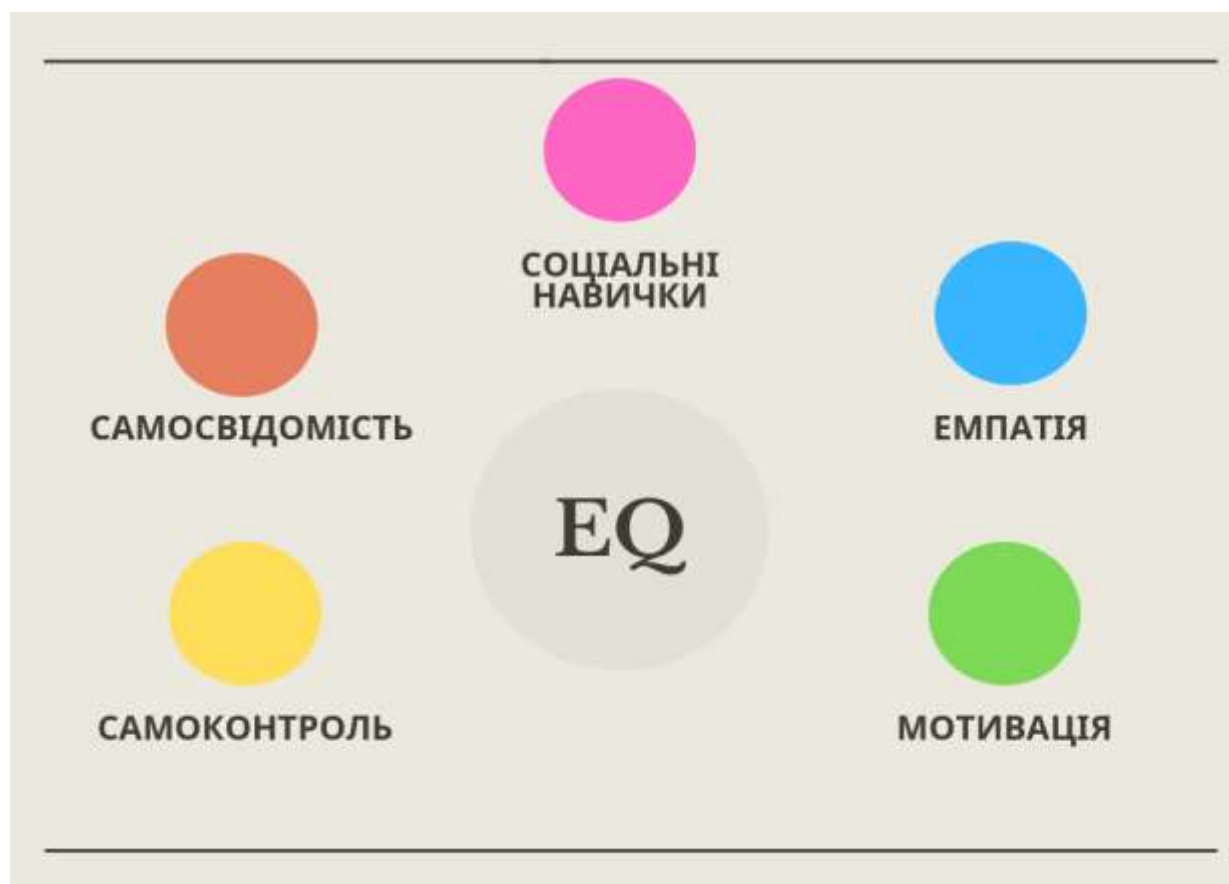 СОЦІАЛЬНІ
НАВИЧКИ
САМОСВІДОМІСТЬ
ЕМПАТІЯ
EQ
САМОКОНТРОЛЬ
МОТИВАЦІЯ